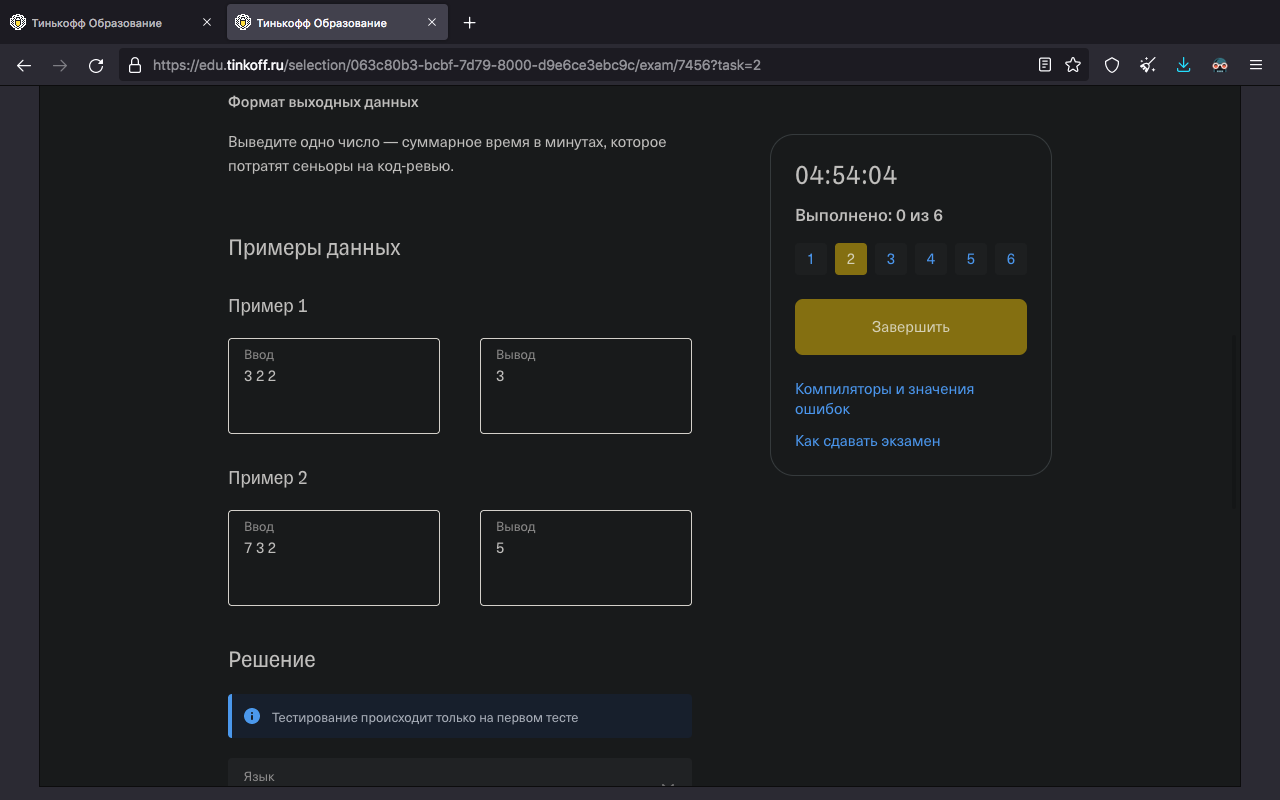 Тинькофф Образование
Тинькофф Образование
https://edu.tinkoff.ru/selection/063c80b3-bcbf-7d79-8000-d9e6ce3ebc9c/exam/7456?task=2
Формат выходных данных
Выведите одно число — суммарное время в минутах, которое
потратят сеньоры на код-ревью.
Примеры данных
Пример 1
Ввод
3 2 2
Вывод
3
Пример 2
Ввод
7 3 2
Вывод
5
Решение
Тестирование происходит только на первом тесте
Язык
04:54:04
Выполнено: 0 из 6
1 2 3 4 5 6
Завершить
Компиляторы и значения
ошибок
Как сдавать экзамен